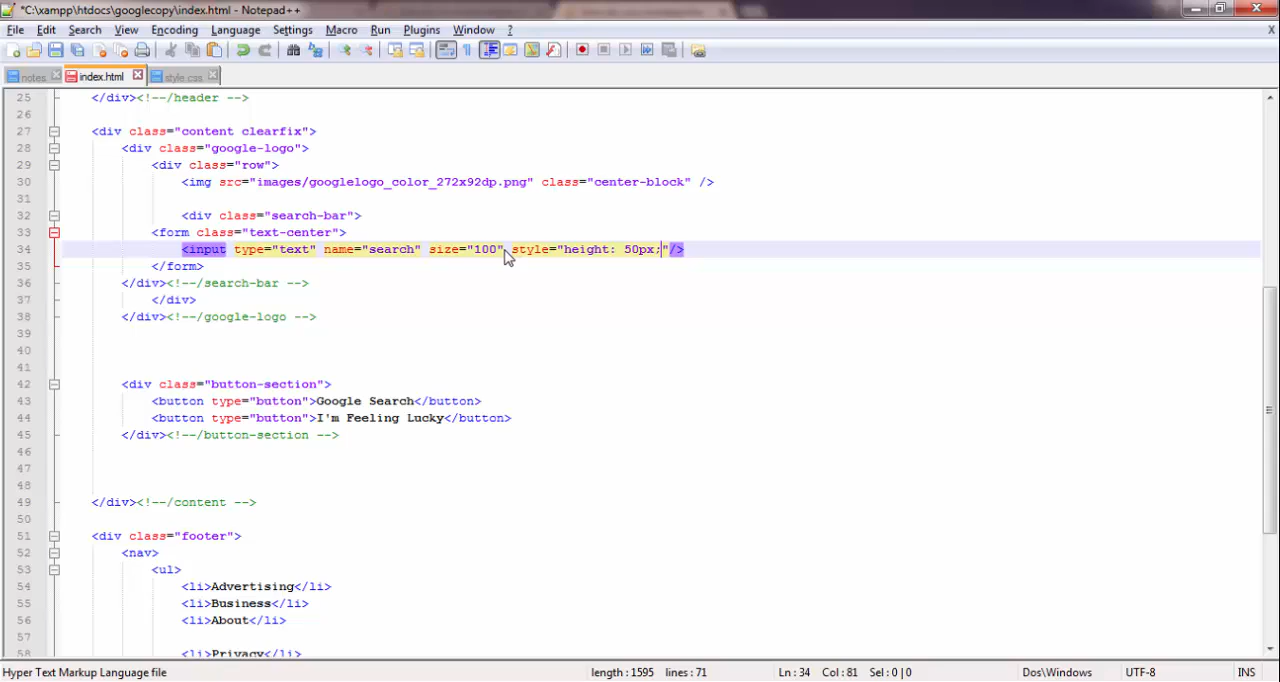 *C:\xampp\htdocs\googlecopy\index.html - Notepad++
File Edit Search View Encoding Language Settings Macro Run Plugins Window ? X
notes index.html style.css
25 </div><!--/header -->
26
27 <div class="content clearfix">
28 <div class="google-logo">
29 <div class="row">
30 <img src="images/googlelogo_color_272x92dp.png" class="center-block" />
31
32 <div class="search-bar">
33 <form class="text-center">
34 <input type="text" name="search" size="100" style="height: 50px;"/>
35 </form>
36 </div><!--/search-bar -->
37 </div>
38 </div><!--/google-logo -->
39
40
41
42 <div class="button-section">
43 <button type="button">Google Search</button>
44 <button type="button">I'm Feeling Lucky</button>
45 </div><!--/button-section -->
46
47
48
49 </div><!--/content -->
50
51 <div class="footer">
52 <nav>
53 <ul>
54 <li>Advertising</li>
55 <li>Business</li>
56 <li>About</li>
57
58 <li>Privacy</li>
Hyper Text Markup Language file length : 1595 lines : 71 Ln : 34 Col : 81 Sel : 0 | 0 Dos\Windows UTF-8 INS